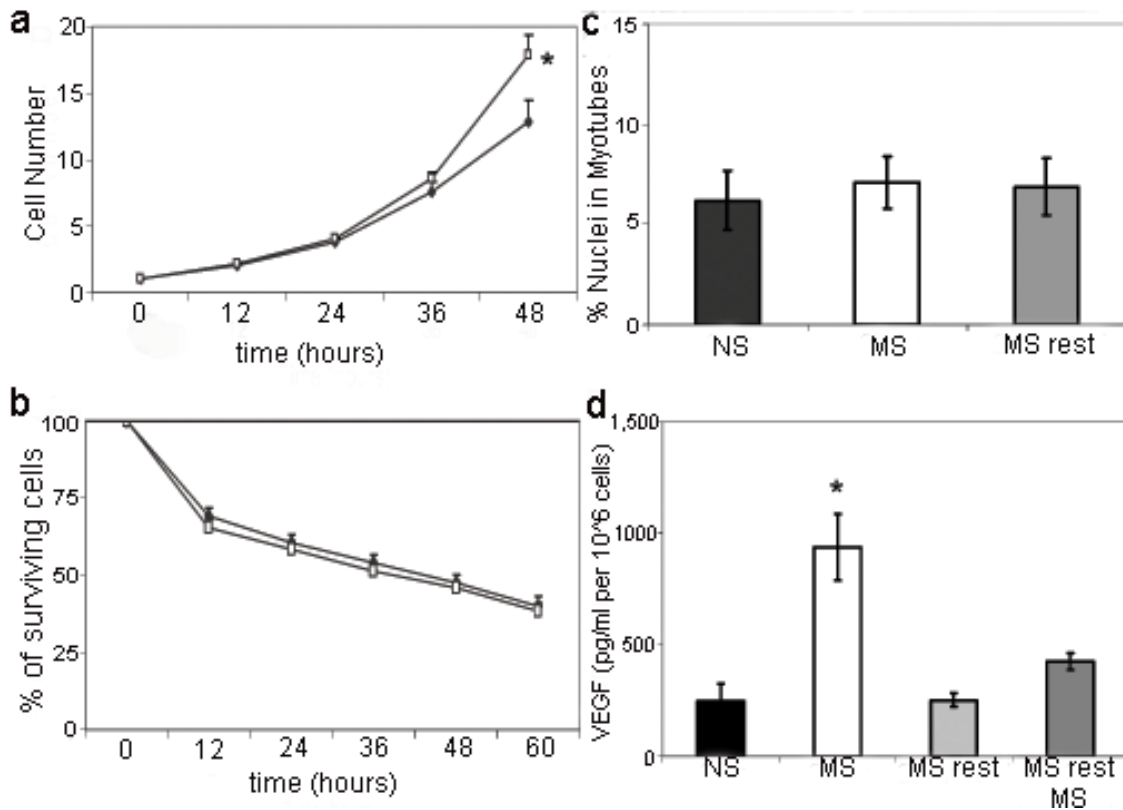 a
Cell Number
20
15
10
5
0
0 12 24 36 48
*
time (hours)
b
% of surviving cells
100
75
50
25
0
0 12 24 36 48 60
time (hours)
c
% Nuclei in Myotubes
15
10
5
0
NS MS MS rest
d
VEGF (pg/ml per 10^6 cells)
1,500
1000
500
0
*
NS MS MS rest MS rest
MS